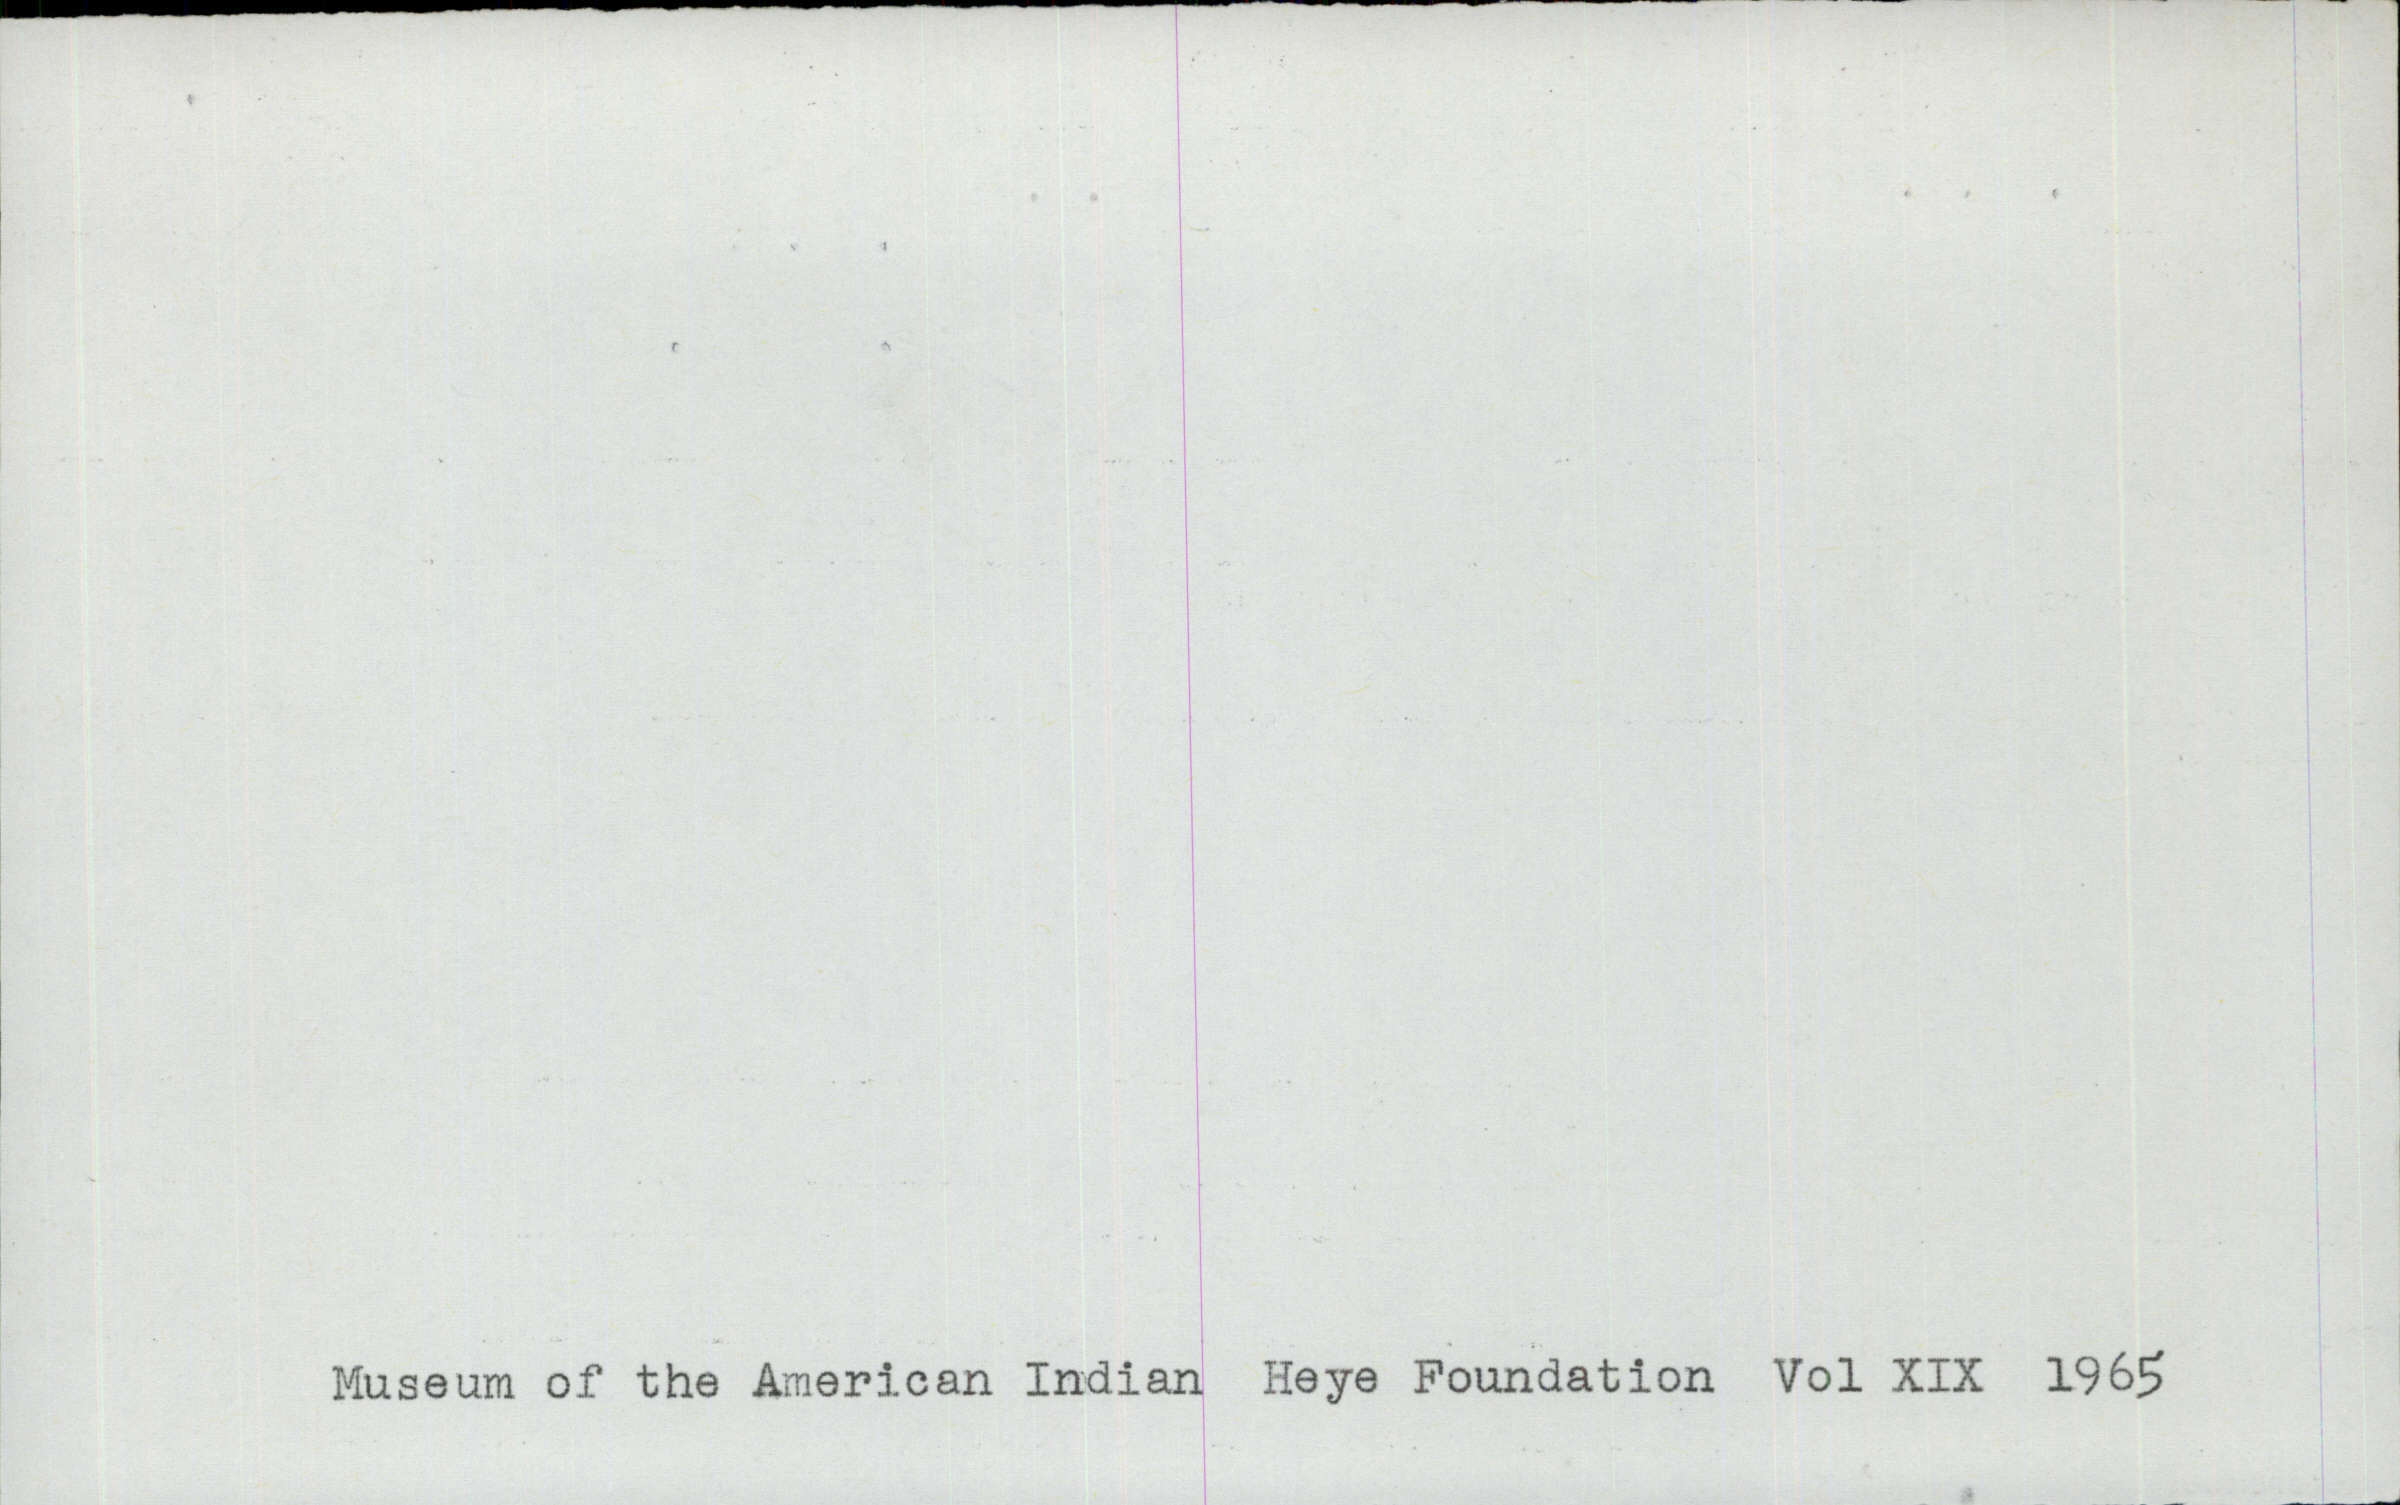 Museum of the American Indian  Heye Foundation  Vol XIX  1965